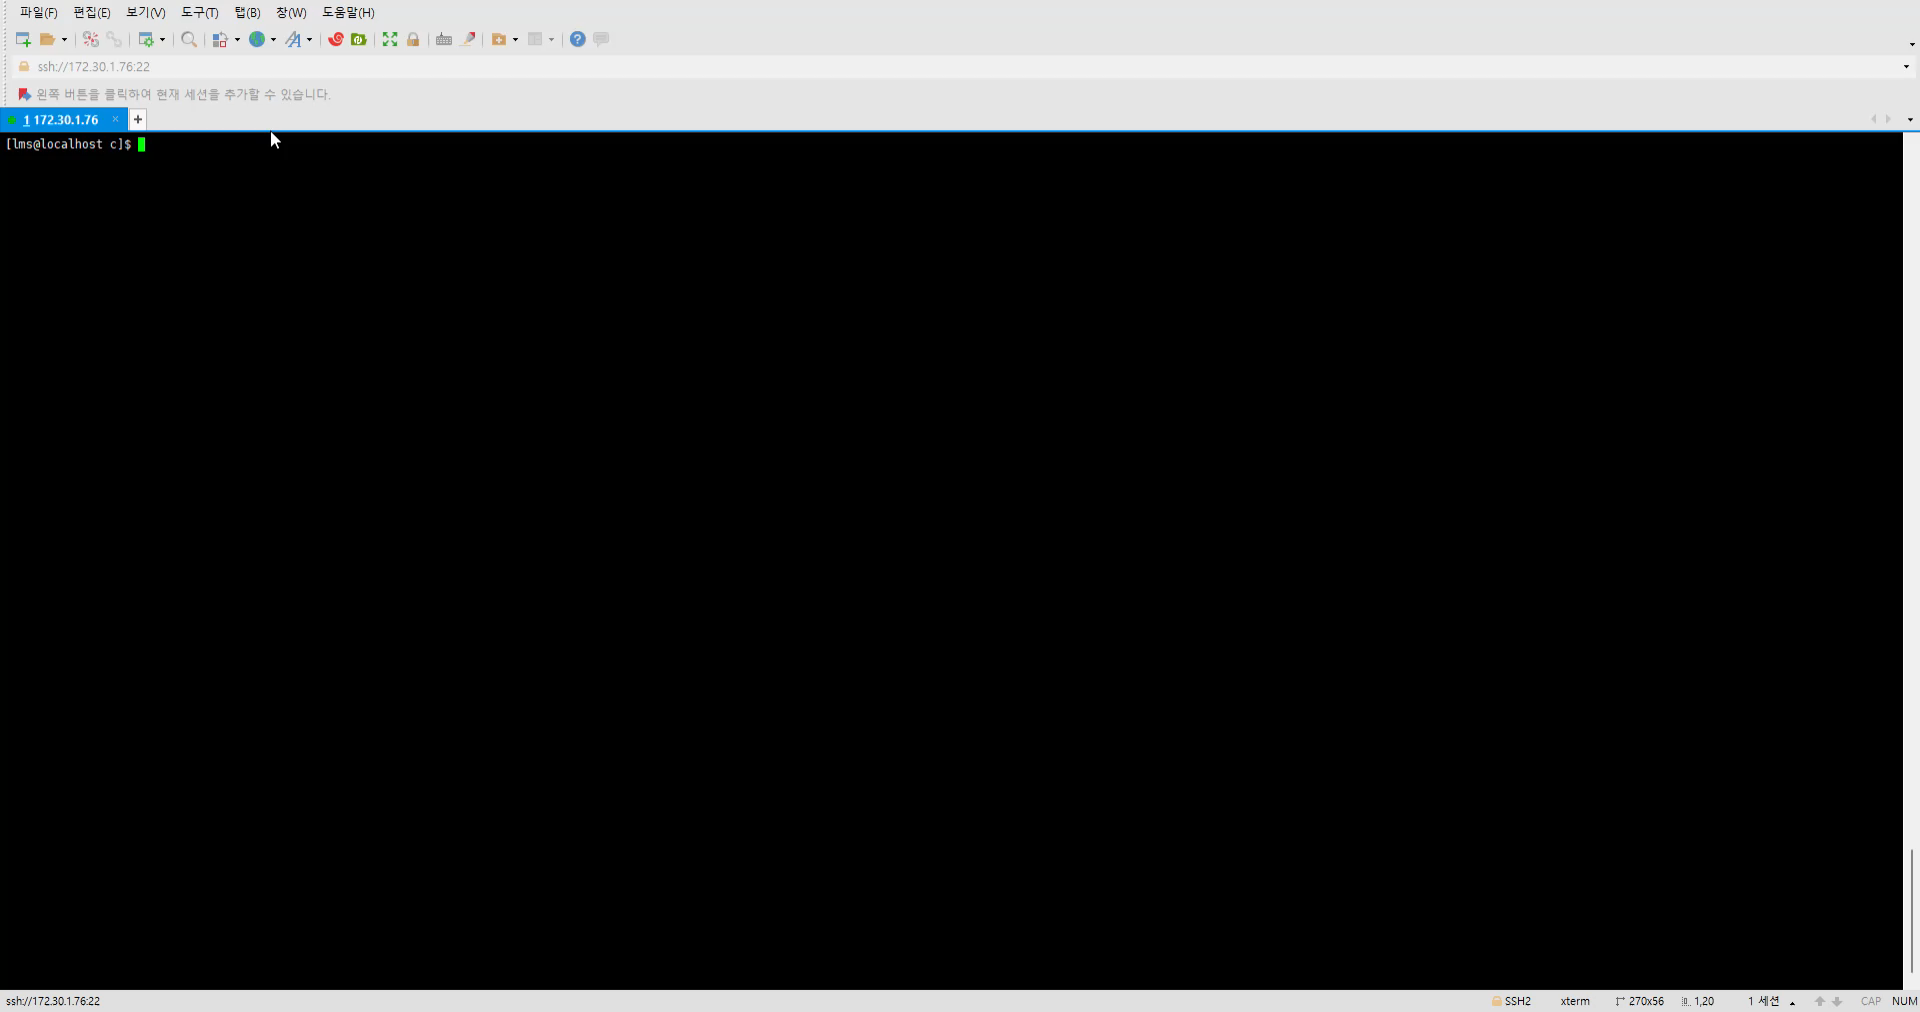 파일(F) 편집(E) 보기(V) 도구(T) 탭(B) 창(W) 도움말(H)
ssh://172.30.1.76:22
왼쪽 버튼을 클릭하여 현재 세션을 추가할 수 있습니다.
1 172.30.1.76 × +
[lms@localhost c]$
ssh://172.30.1.76:22 SSH2 xterm 270x56 1,20 1 세션 CAP NUM